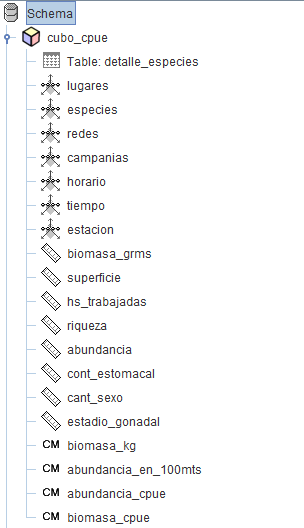 Schema
cubo_cpue
Table: detalle_especies
lugares
especies
redes
campanias
horario
tiempo
estacion
biomasa_grms
superficie
hs_trabajadas
riqueza
abundancia
cont_estomacal
cant_sexo
estadio_gonadal
CM biomasa_kg
CM abundancia_en_100mts
CM abundancia_cpue
CM biomasa_cpue